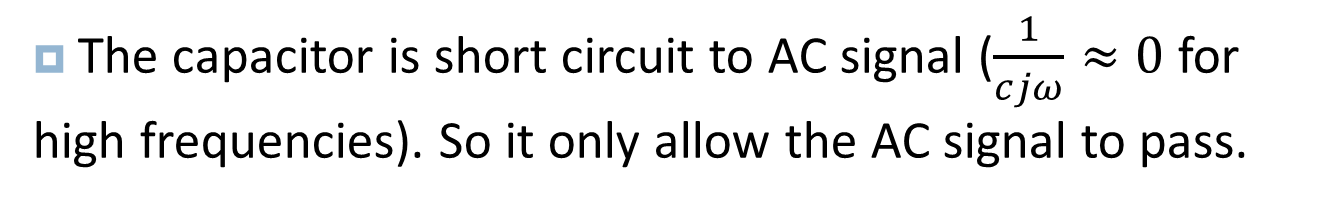 The capacitor is short circuit to AC signal (1/cjω ≈ 0 for
high frequencies). So it only allow the AC signal to pass.